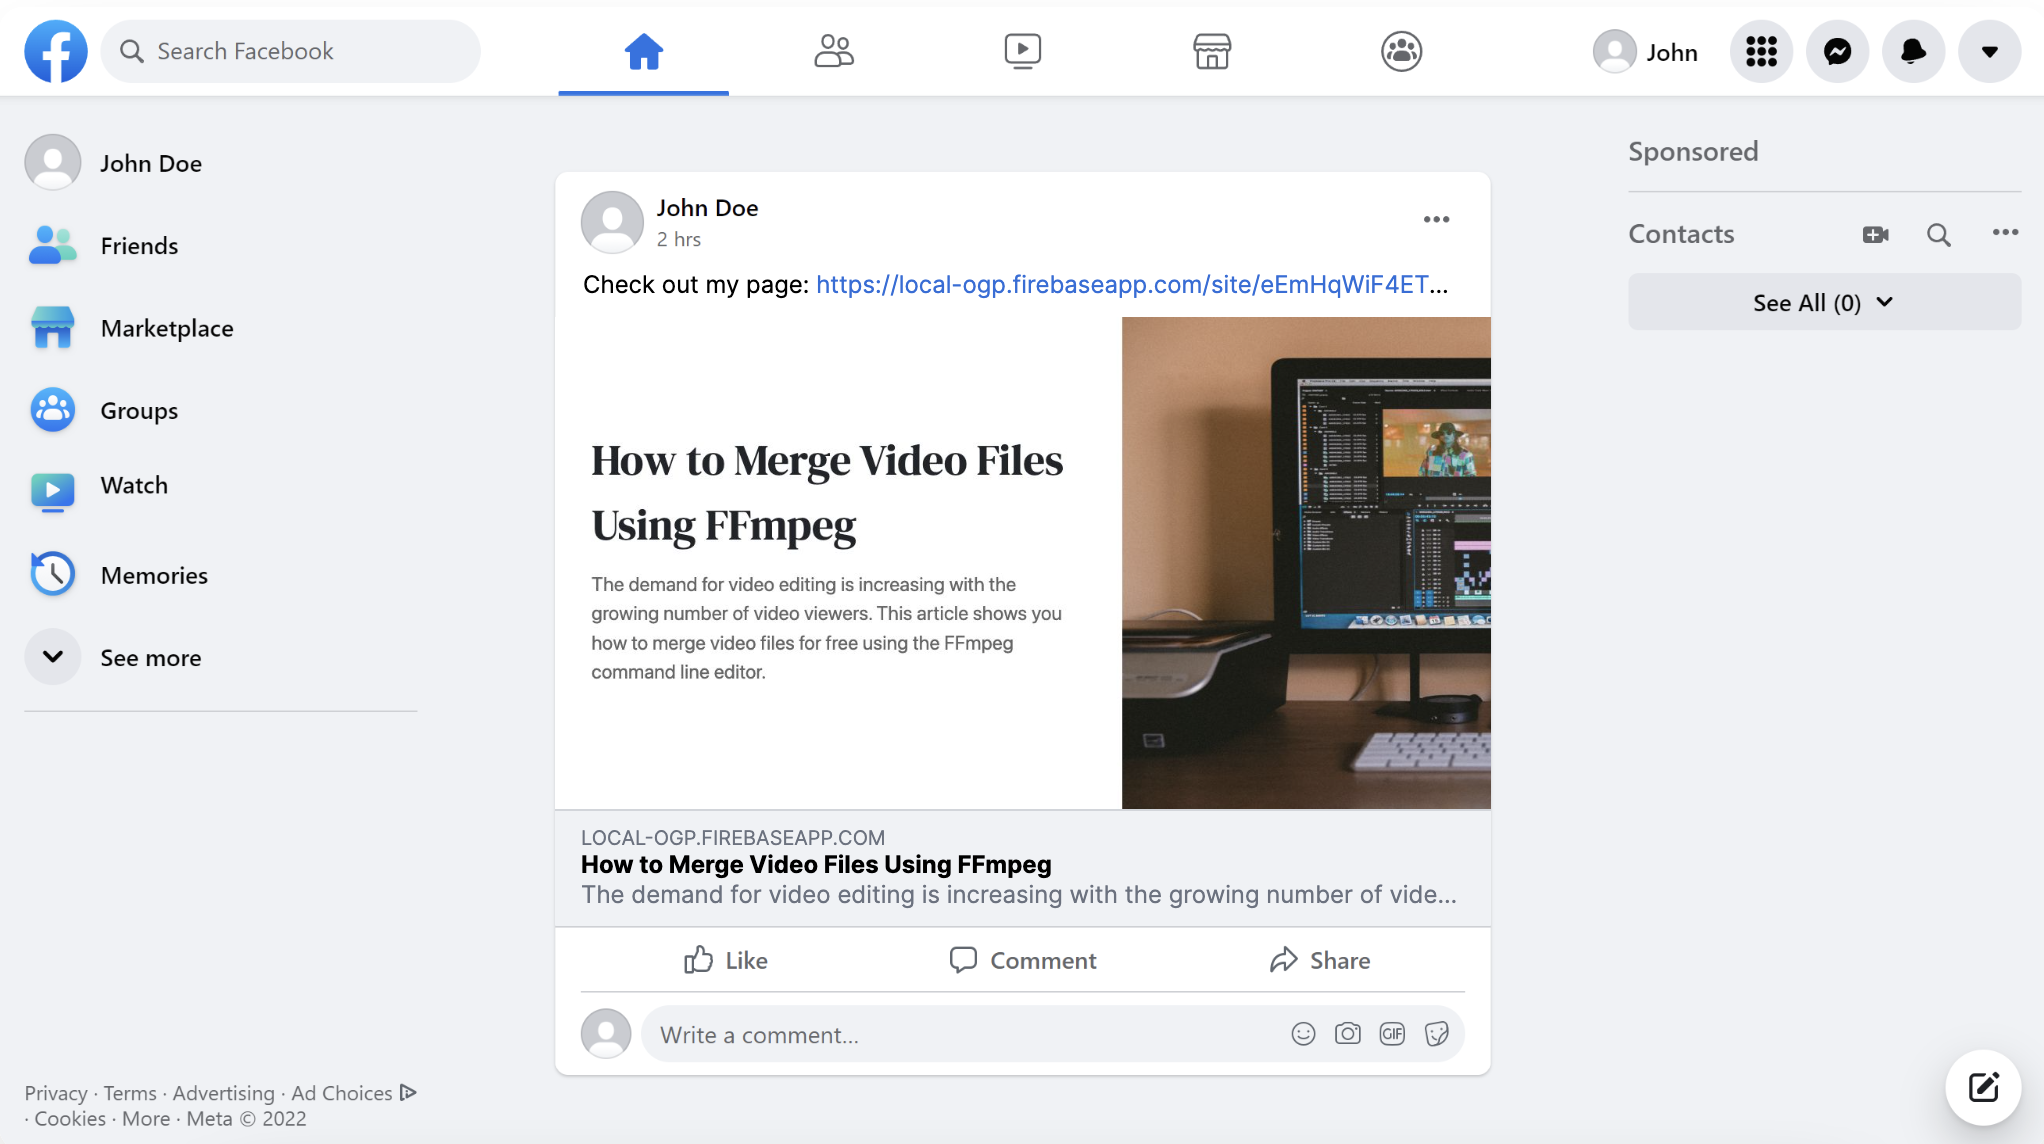 Search Facebook
John
John Doe
Friends
Marketplace
Groups
Watch
Memories
See more
Privacy · Terms · Advertising · Ad Choices
· Cookies · More · Meta © 2022
John Doe
2 hrs
Check out my page: https://local-ogp.firebaseapp.com/site/eEmHqWiF4ET...
How to Merge Video Files
Using FFmpeg
The demand for video editing is increasing with the
growing number of video viewers. This article shows you
how to merge video files for free using the FFmpeg
command line editor.
LOCAL-OGP.FIREBASEAPP.COM
How to Merge Video Files Using FFmpeg
The demand for video editing is increasing with the growing number of vide...
Like
Comment
Share
Write a comment...
GIF
Sponsored
Contacts
See All (0)